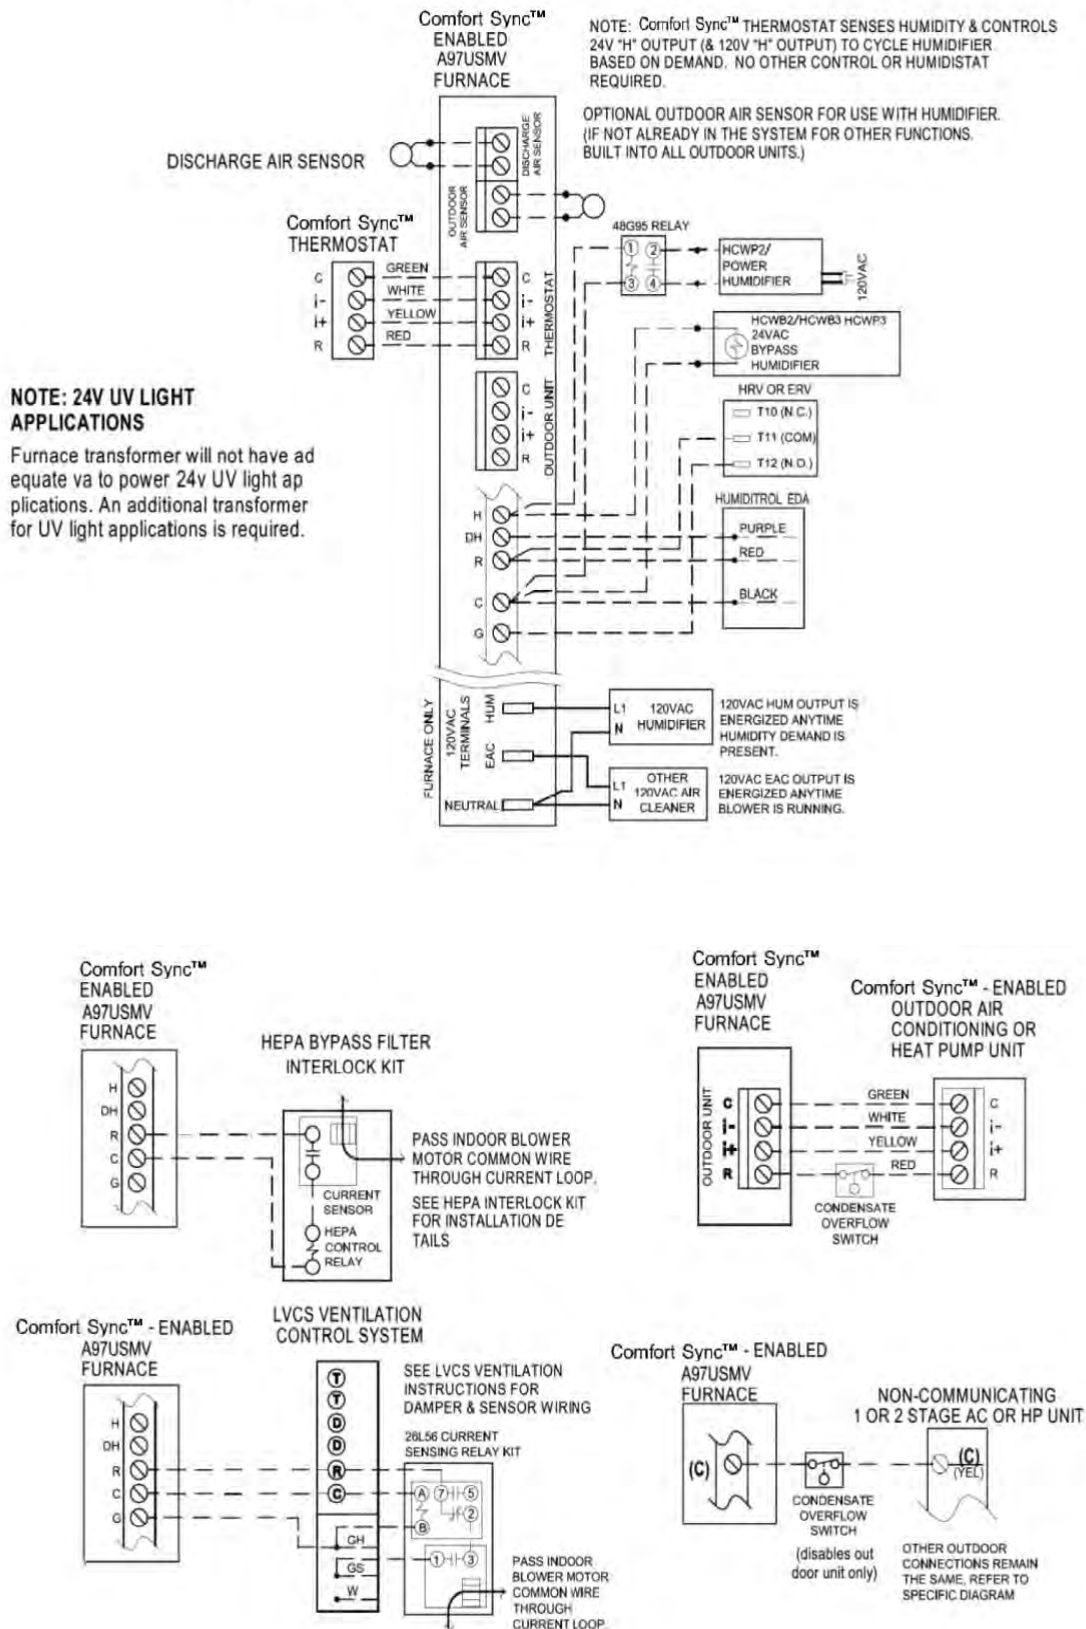 Comfort Sync™
ENABLED
A97USMV
FURNACE
NOTE: Comfort Sync™ THERMOSTAT SENSES HUMIDITY & CONTROLS
24V "H" OUTPUT (& 120V "H" OUTPUT) TO CYCLE HUMIDIFIER
BASED ON DEMAND. NO OTHER CONTROL OR HUMIDISTAT
REQUIRED.
OPTIONAL OUTDOOR AIR SENSOR FOR USE WITH HUMIDIFIER.
(IF NOT ALREADY IN THE SYSTEM FOR OTHER FUNCTIONS.
BUILT INTO ALL OUTDOOR UNITS.)
DISCHARGE AIR SENSOR
DISCHARGE
AIR SENSOR
OUTDOOR
AIR SENSOR
Comfort Sync™
THERMOSTAT
C
i-
i+
R
GREEN
WHITE
YELLOW
RED
C
i-
i+
R
THERMOSTAT
C
i-
i+
R
OUTDOOR UNIT
48G95 RELAY
1
2
3
4
HCWP2/
POWER
HUMIDIFIER
120VAC
HCWB2/HCWB3 HCWP3
24VAC
BYPASS
HUMIDIFIER
HRV OR ERV
T10 (N.C.)
T11 (COM)
T12 (N.O.)
HUMIDITROL EDA
PURPLE
RED
BLACK
NOTE: 24V UV LIGHT
APPLICATIONS
Furnace transformer will not have ad
equate va to power 24v UV light ap
plications. An additional transformer
for UV light applications is required.
H
DH
R
C
G
FURNACE ONLY
120VAC
TERMINALS
HUM
EAC
NEUTRAL
L1
N
120VAC
HUMIDIFIER
120VAC HUM OUTPUT IS
ENERGIZED ANYTIME
HUMIDITY DEMAND IS
PRESENT.
L1
N
OTHER
120VAC AIR
CLEANER
120VAC EAC OUTPUT IS
ENERGIZED ANYTIME
BLOWER IS RUNNING.
Comfort Sync™
ENABLED
A97USMV
FURNACE
H
DH
R
C
G
HEPA BYPASS FILTER
INTERLOCK KIT
CURRENT
SENSOR
HEPA
CONTROL
RELAY
PASS INDOOR BLOWER
MOTOR COMMON WIRE
THROUGH CURRENT LOOP.
SEE HEPA INTERLOCK KIT
FOR INSTALLATION DE
TAILS
Comfort Sync™
ENABLED
A97USMV
FURNACE
Comfort Sync™ - ENABLED
OUTDOOR AIR
CONDITIONING OR
HEAT PUMP UNIT
OUTDOOR UNIT
C
i-
i+
R
GREEN
WHITE
YELLOW
RED
C
i-
i+
R
CONDENSATE
OVERFLOW
SWITCH
Comfort Sync™ - ENABLED
A97USMV
FURNACE
H
DH
R
C
G
LVCS VENTILATION
CONTROL SYSTEM
T
T
D
D
R
C
GH
GS
W
SEE LVCS VENTILATION
INSTRUCTIONS FOR
DAMPER & SENSOR WIRING
26L56 CURRENT
SENSING RELAY KIT
A
7
5
2
B
1
3
PASS INDOOR
BLOWER MOTOR
COMMON WIRE
THROUGH
CURRENT LOOP.
Comfort Sync™ - ENABLED
A97USMV
FURNACE
(C)
CONDENSATE
OVERFLOW
SWITCH
(disables out
door unit only)
NON-COMMUNICATING
1 OR 2 STAGE AC OR HP UNIT
(C)
(YEL)
OTHER OUTDOOR
CONNECTIONS REMAIN
THE SAME, REFER TO
SPECIFIC DIAGRAM